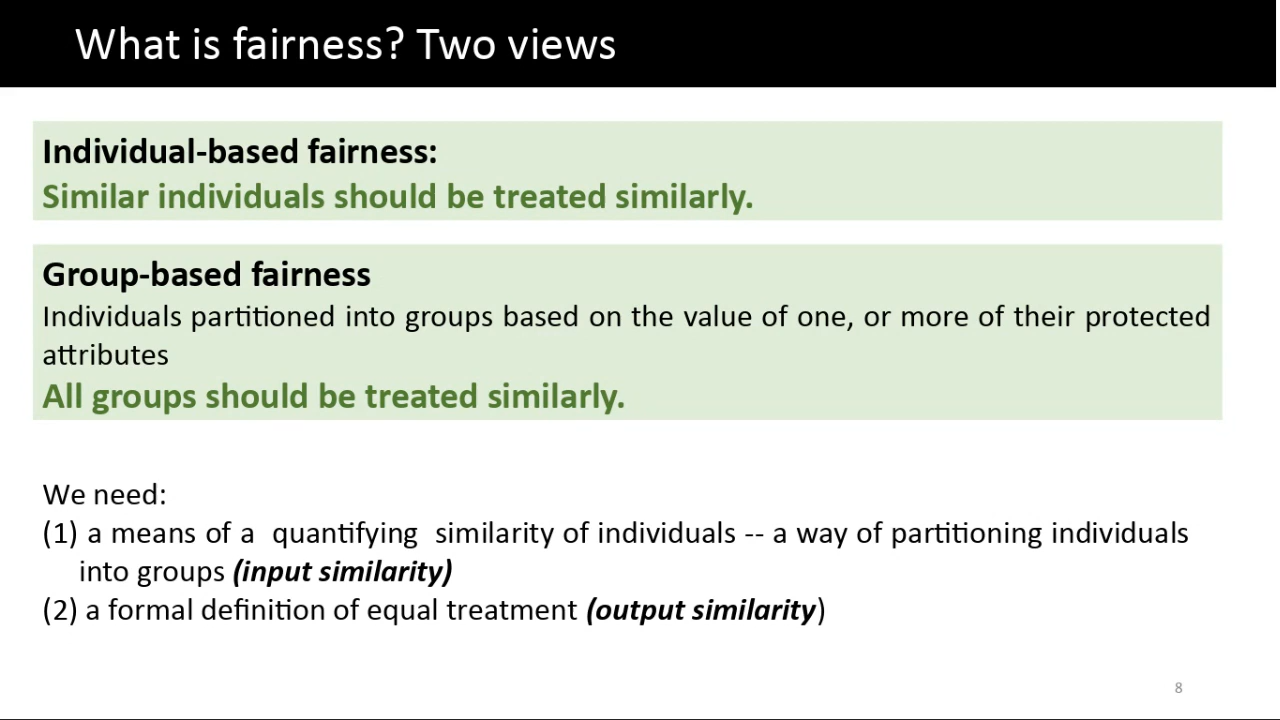 What is fairness? Two views
Individual-based fairness:
Similar individuals should be treated similarly.
Group-based fairness
Individuals partitioned into groups based on the value of one, or more of their protected
attributes
All groups should be treated similarly.
We need:
(1) a means of a quantifying similarity of individuals -- a way of partitioning individuals
into groups (input similarity)
(2) a formal definition of equal treatment (output similarity)
8